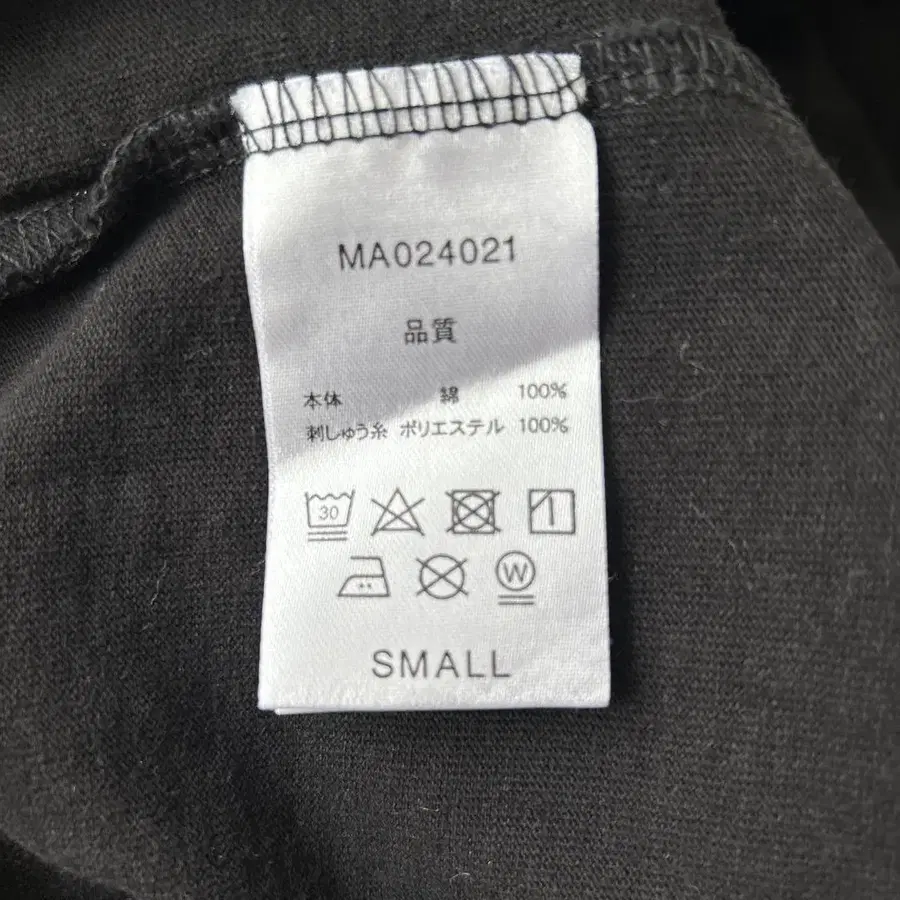 MA024021
品質
本体 綿 100%
刺しゅう糸 ポリエステル 100%
30
W
SMALL